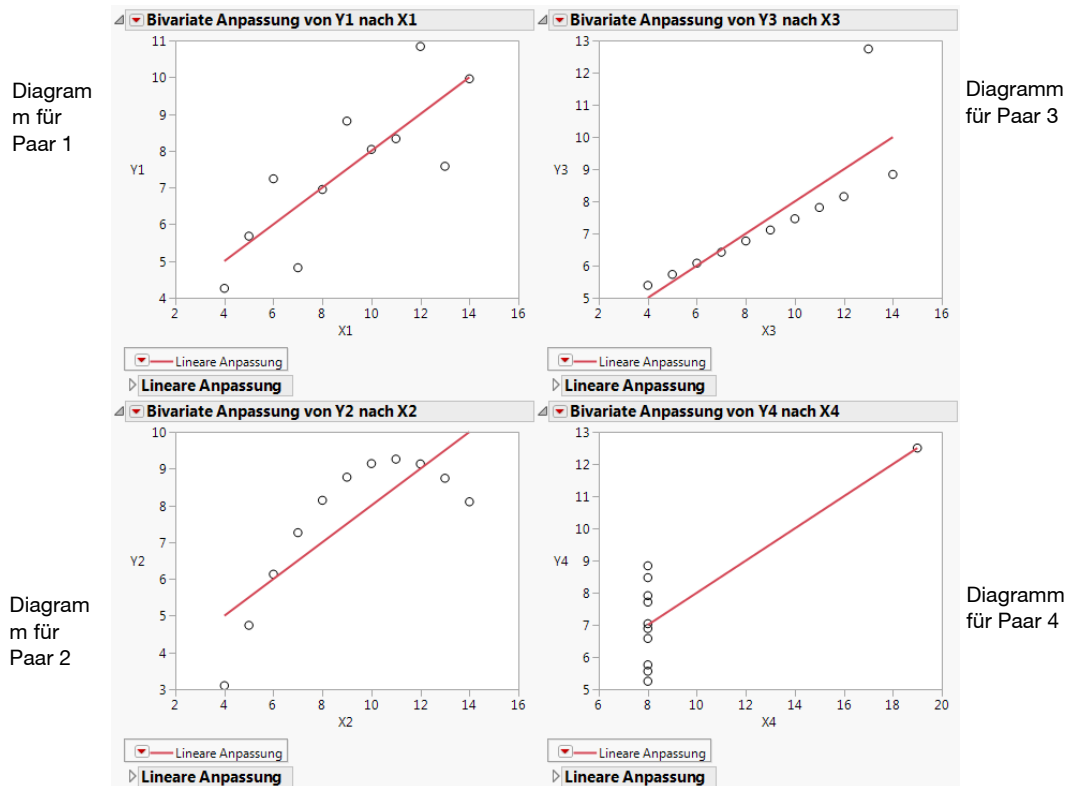 Diagram
m für
Paar 1
Bivariate Anpassung von Y1 nach X1
11
10
9
8
7
6
5
4
Y1
2 4 6 8 10 12 14 16
X1
Lineare Anpassung
Lineare Anpassung
Bivariate Anpassung von Y3 nach X3
13
12
11
10
9
8
7
6
5
Y3
2 4 6 8 10 12 14 16
X3
Lineare Anpassung
Lineare Anpassung
Diagramm
für Paar 3
Diagram
m für
Paar 2
Bivariate Anpassung von Y2 nach X2
10
9
8
7
6
5
4
3
Y2
2 4 6 8 10 12 14 16
X2
Lineare Anpassung
Lineare Anpassung
Bivariate Anpassung von Y4 nach X4
13
12
11
10
9
8
7
6
5
Y4
6 8 10 12 14 16 18 20
X4
Lineare Anpassung
Lineare Anpassung
Diagramm
für Paar 4